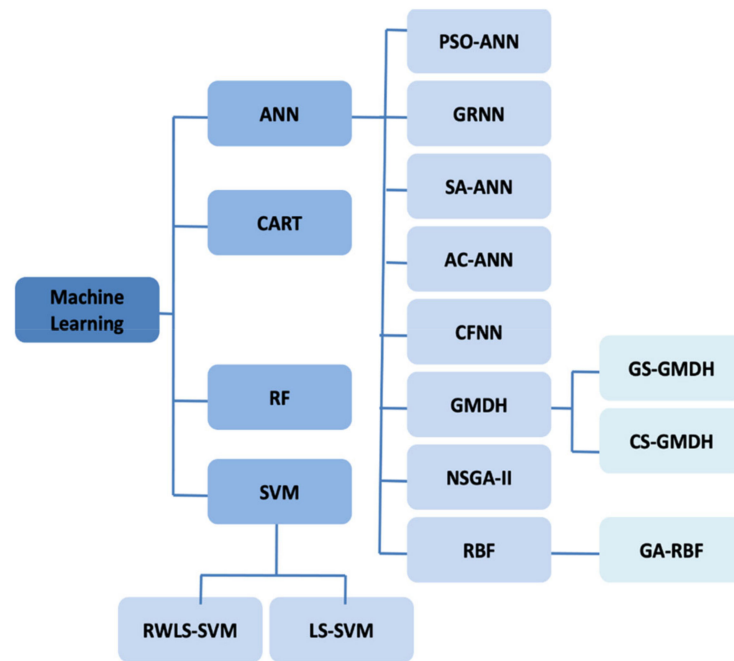 Machine
Learning
ANN
CART
RF
SVM
RWLS-SVM
LS-SVM
PSO-ANN
GRNN
SA-ANN
AC-ANN
CFNN
GMDH
NSGA-II
RBF
GS-GMDH
CS-GMDH
GA-RBF